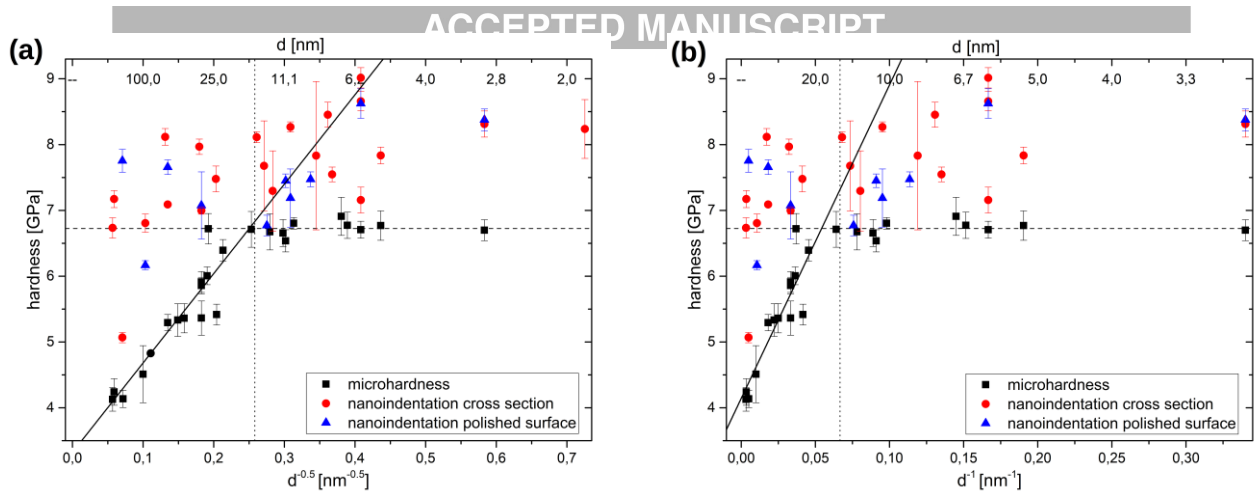 ACCEPTED MANUSCRIPT
(a)
d [nm]
-- 100,0 25,0 11,1 6,2 4,0 2,8 2,0
9
8
7
6
5
4
hardness [GPa]
microhardness
nanoindentation cross section
nanoindentation polished surface
0,0 0,1 0,2 0,3 0,4 0,5 0,6 0,7
d^-0.5 [nm^-0.5]
(b)
d [nm]
-- 20,0 10,0 6,7 5,0 4,0 3,3
9
8
7
6
5
4
hardness [GPa]
microhardness
nanoindentation cross section
nanoindentation polished surface
0,00 0,05 0,10 0,15 0,20 0,25 0,30
d^-1 [nm^-1]